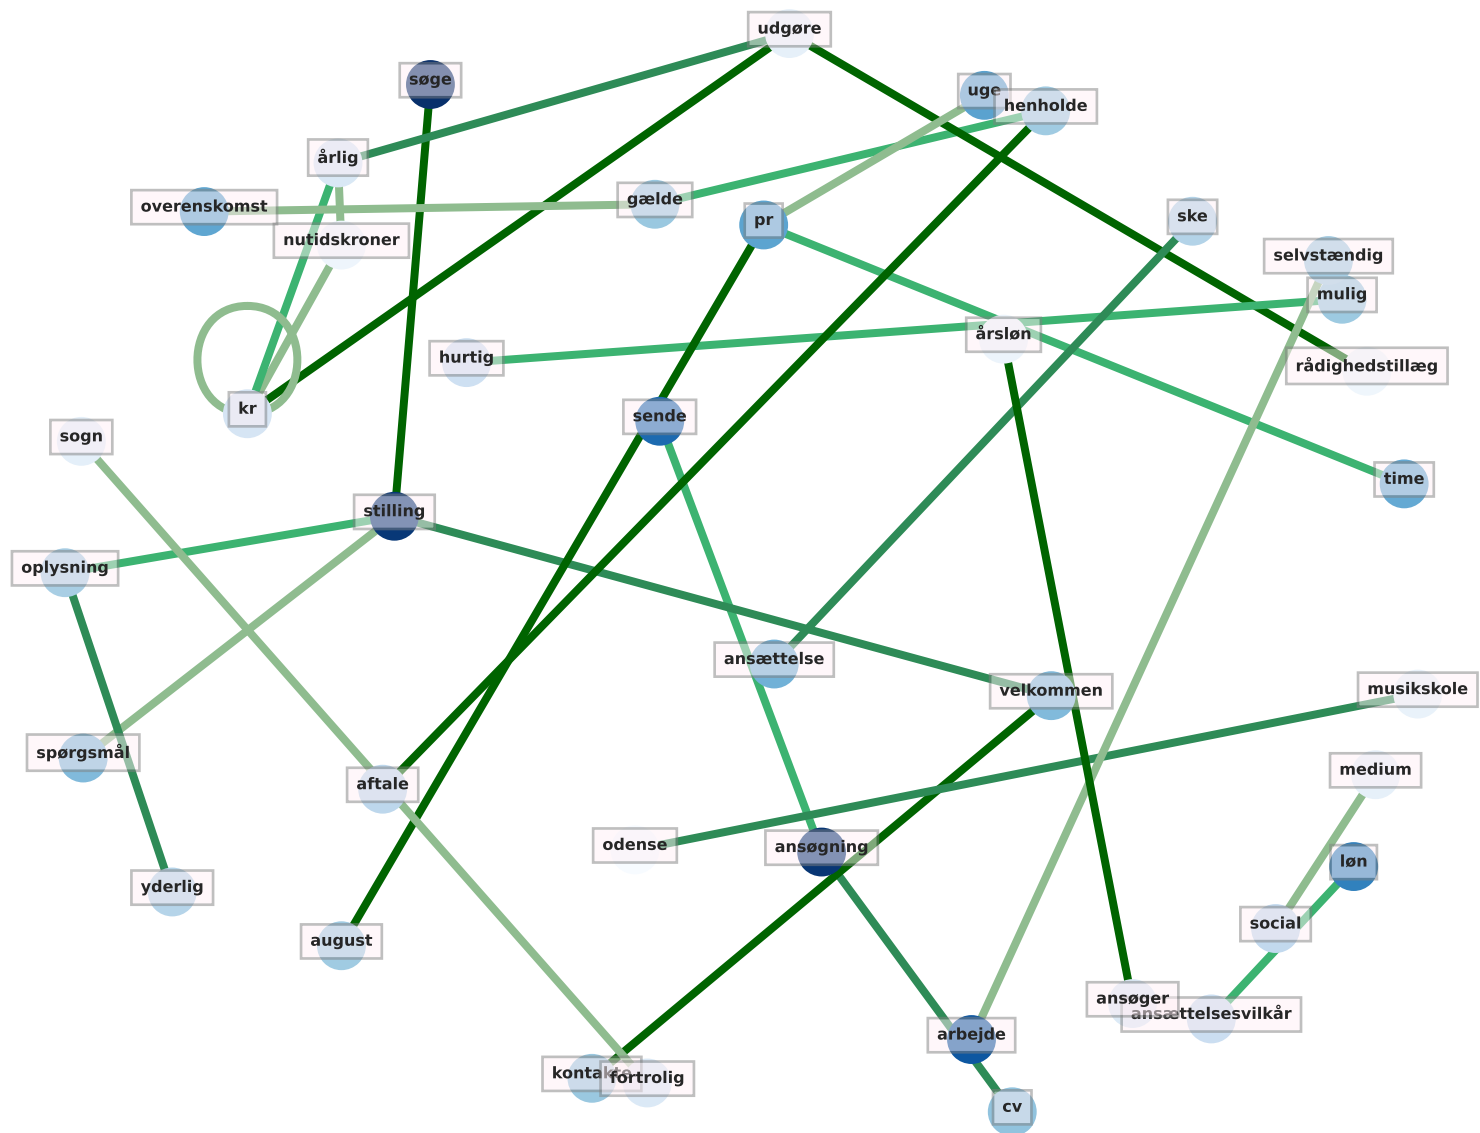 udgøre
søge
uge
henholde
årlig
overenskomst
gælde
pr
ske
nutidskroner
selvstændig
mulig
årsløn
hurtig
rådighedstillæg
kr
sende
sogn
time
stilling
oplysning
ansættelse
velkommen
musikskole
spørgsmål
medium
aftale
odense
ansøgning
løn
yderlig
social
august
ansøger
ansættelsesvilkår
arbejde
kontakte
fortrolig
cv